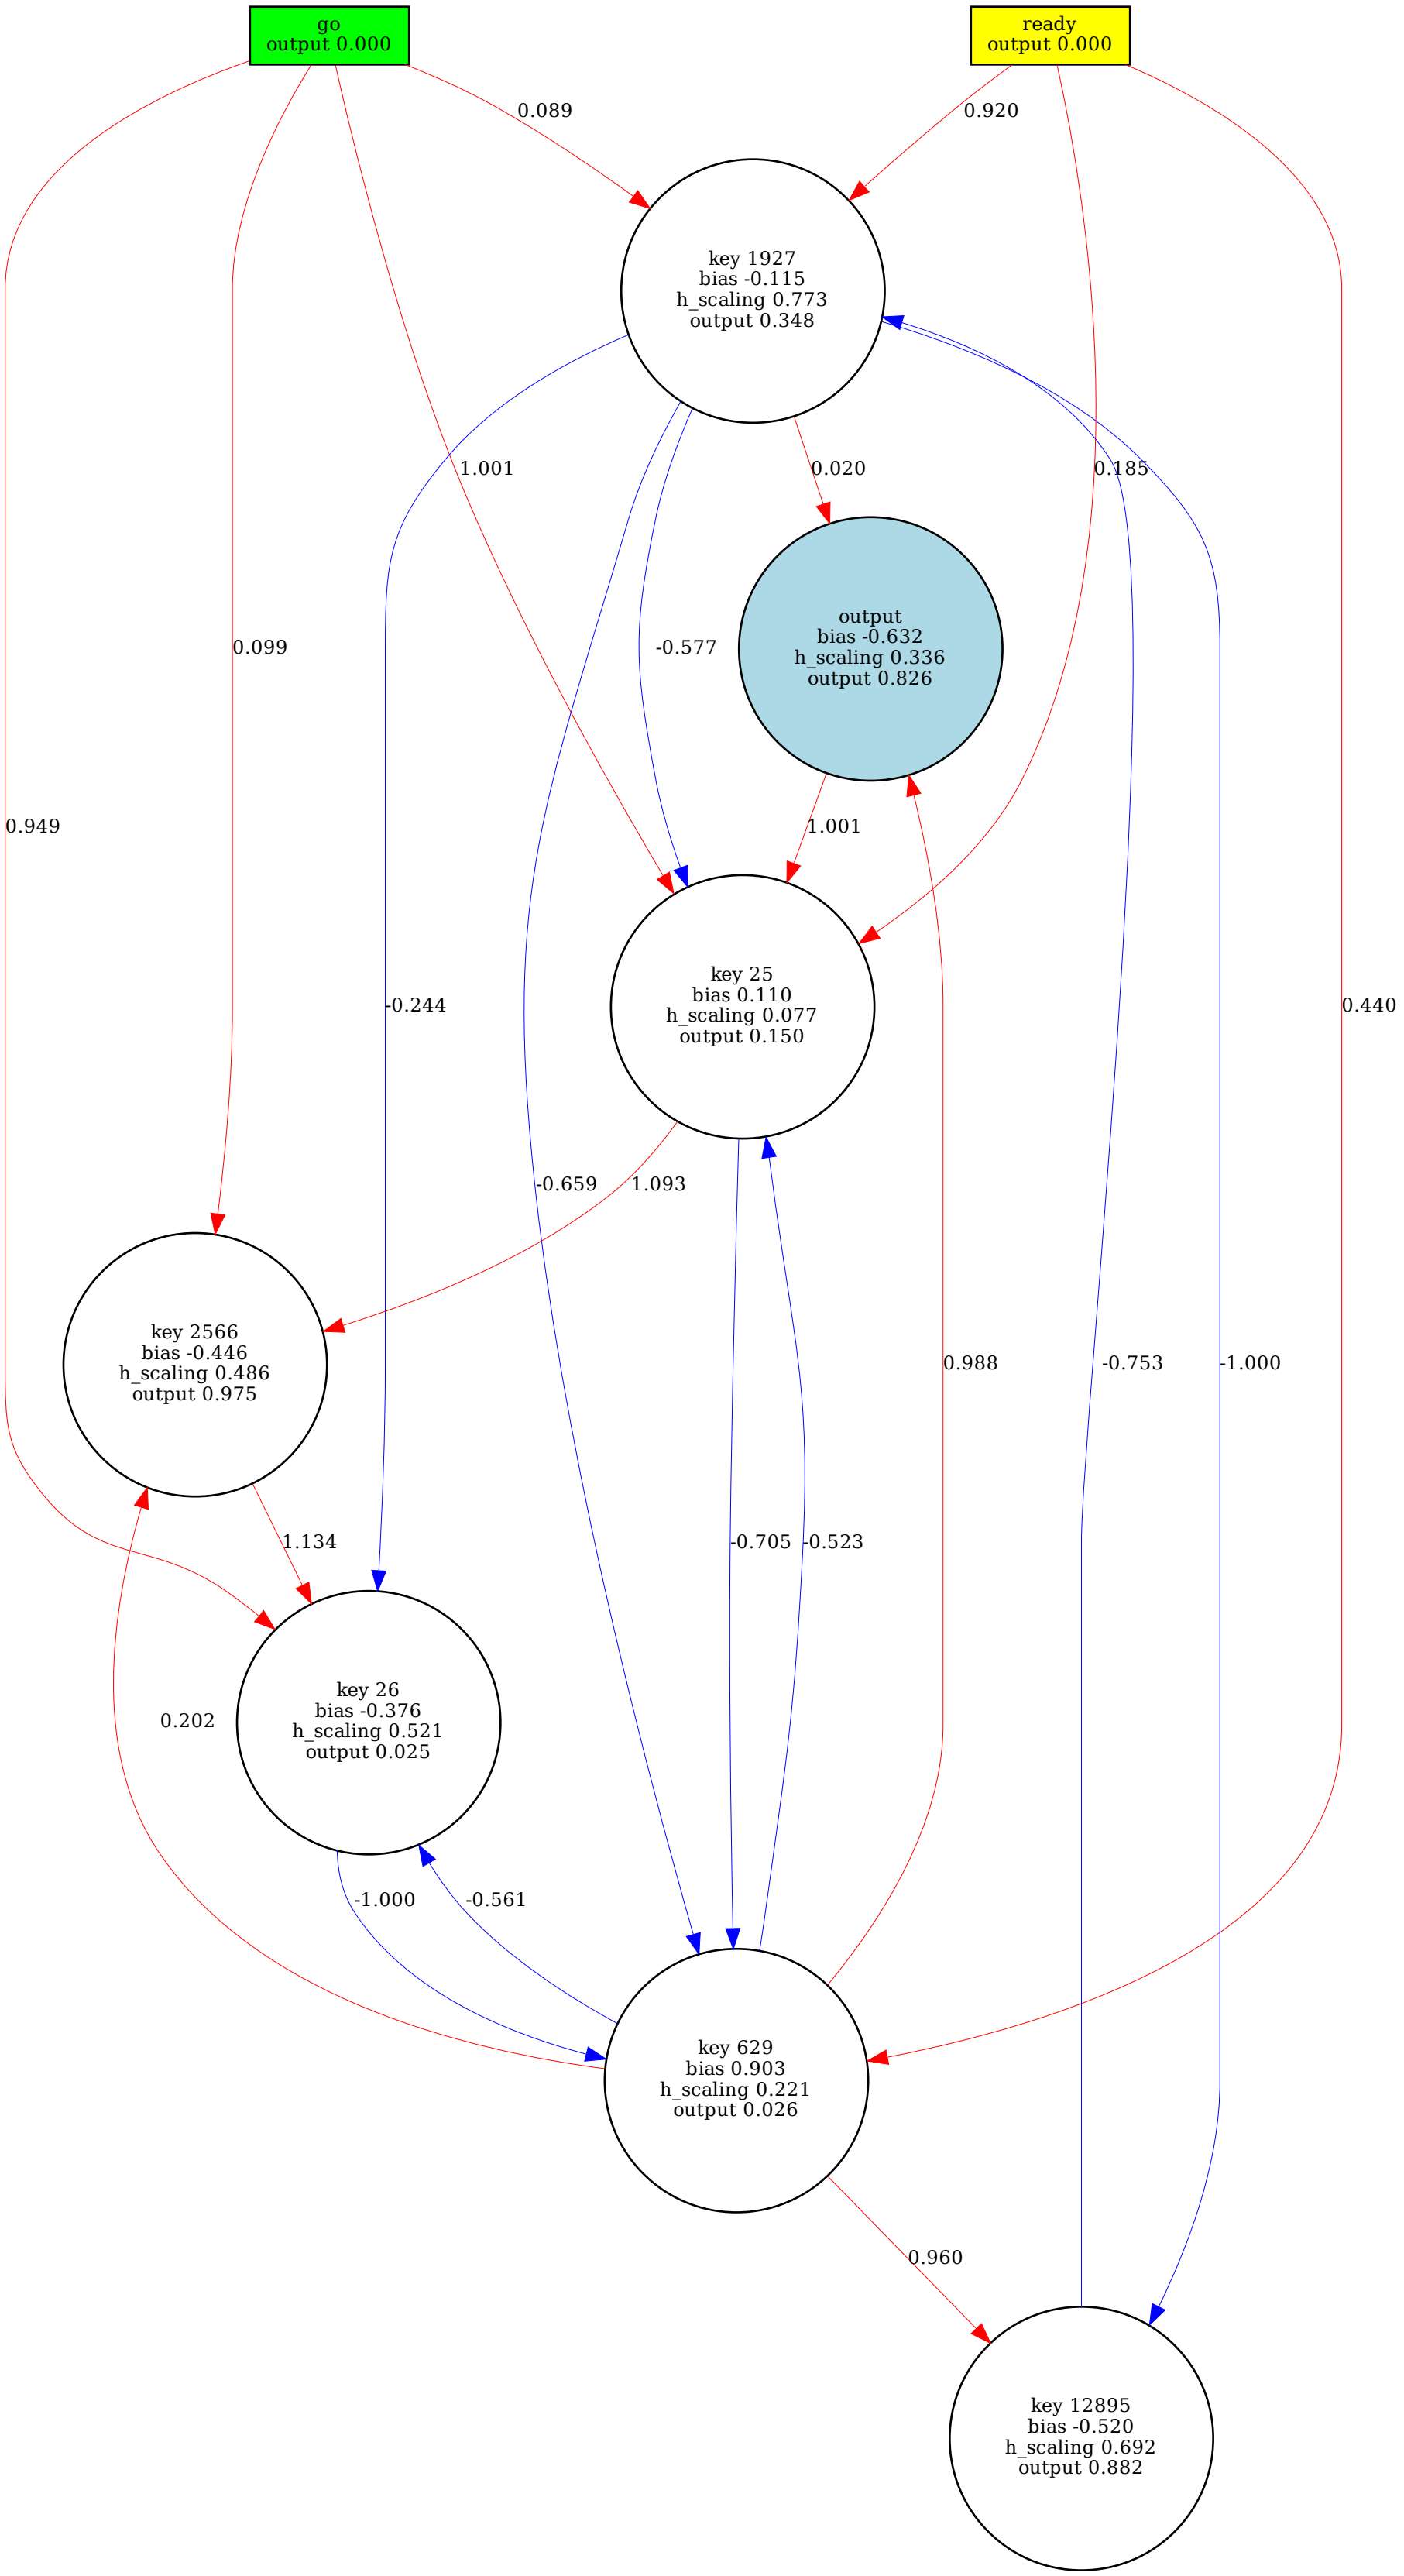 go
output 0.000
ready
output 0.000
0.089
0.920
key 1927
bias -0.115
h_scaling 0.773
output 0.348
1.001
0.020
0.185
0.099
-0.577
output
bias -0.632
h_scaling 0.336
output 0.826
0.949
1.001
-0.244
key 25
bias 0.110
h_scaling 0.077
output 0.150
0.440
-0.659
1.093
key 2566
bias -0.446
h_scaling 0.486
output 0.975
0.988
-0.753
-1.000
1.134
-0.705
-0.523
0.202
key 26
bias -0.376
h_scaling 0.521
output 0.025
-1.000
-0.561
key 629
bias 0.903
h_scaling 0.221
output 0.026
0.960
key 12895
bias -0.520
h_scaling 0.692
output 0.882